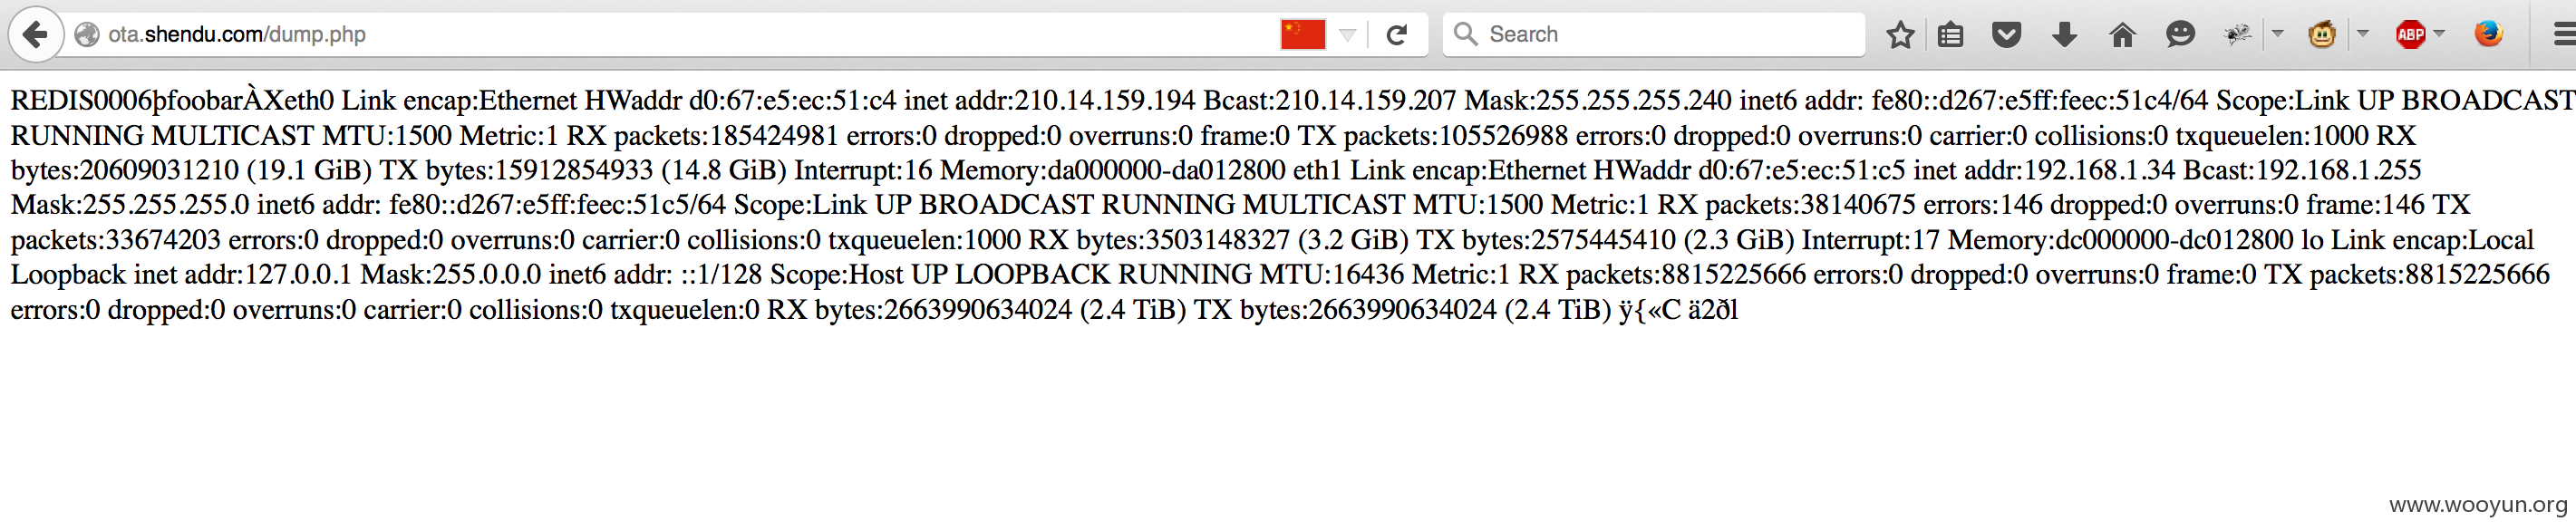 ota.shendu.com/dump.php
Search
ABP
REDIS0006þfoobarÀXeth0 Link encap:Ethernet HWaddr d0:67:e5:ec:51:c4 inet addr:210.14.159.194 Bcast:210.14.159.207 Mask:255.255.255.240 inet6 addr: fe80::d267:e5ff:feec:51c4/64 Scope:Link UP BROADCAST
RUNNING MULTICAST MTU:1500 Metric:1 RX packets:185424981 errors:0 dropped:0 overruns:0 frame:0 TX packets:105526988 errors:0 dropped:0 overruns:0 carrier:0 collisions:0 txqueuelen:1000 RX
bytes:20609031210 (19.1 GiB) TX bytes:15912854933 (14.8 GiB) Interrupt:16 Memory:da000000-da012800 eth1 Link encap:Ethernet HWaddr d0:67:e5:ec:51:c5 inet addr:192.168.1.34 Bcast:192.168.1.255
Mask:255.255.255.0 inet6 addr: fe80::d267:e5ff:feec:51c5/64 Scope:Link UP BROADCAST RUNNING MULTICAST MTU:1500 Metric:1 RX packets:38140675 errors:146 dropped:0 overruns:0 frame:146 TX
packets:33674203 errors:0 dropped:0 overruns:0 carrier:0 collisions:0 txqueuelen:1000 RX bytes:3503148327 (3.2 GiB) TX bytes:2575445410 (2.3 GiB) Interrupt:17 Memory:dc000000-dc012800 lo Link encap:Local
Loopback inet addr:127.0.0.1 Mask:255.0.0.0 inet6 addr: ::1/128 Scope:Host UP LOOPBACK RUNNING MTU:16436 Metric:1 RX packets:8815225666 errors:0 dropped:0 overruns:0 frame:0 TX packets:8815225666
errors:0 dropped:0 overruns:0 carrier:0 collisions:0 txqueuelen:0 RX bytes:2663990634024 (2.4 TiB) TX bytes:2663990634024 (2.4 TiB) ÿ{«C ä2ðl
www.wooyun.org